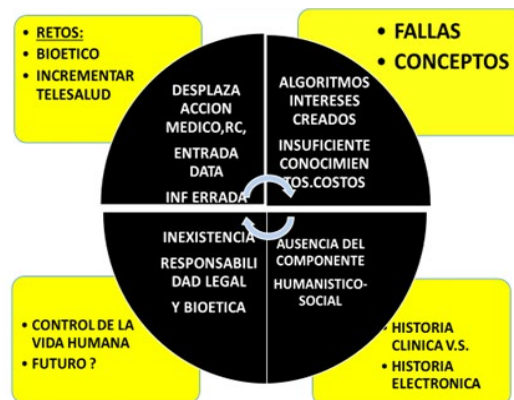 • RETOS:
• BIOETICO
• INCREMENTAR
TELESALUD
• FALLAS
• CONCEPTOS
DESPLAZA
ACCION
MEDICO,RC,
ENTRADA
DATA
INF ERRADA
ALGORITMOS
INTERESES
CREADOS
INSUFICIENTE
CONOCIMIEN
TOS.COSTOS
INEXISTENCIA
RESPONSABILI
DAD LEGAL
Y BIOETICA
AUSENCIA DEL
COMPONENTE
HUMANISTICO-
SOCIAL
• CONTROL DE LA
VIDA HUMANA
• FUTURO ?
• HISTORIA
CLINICA V.S.
• HISTORIA
ELECTRONICA